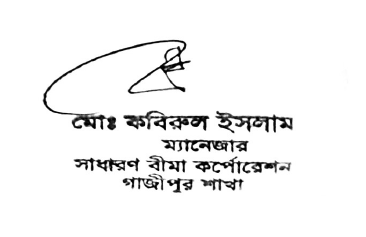 মোঃ কবিরুল ইসলাম
ম্যানেজার
সাধারণ বীমা কর্পোরেশন
গাজীপুর শাখা